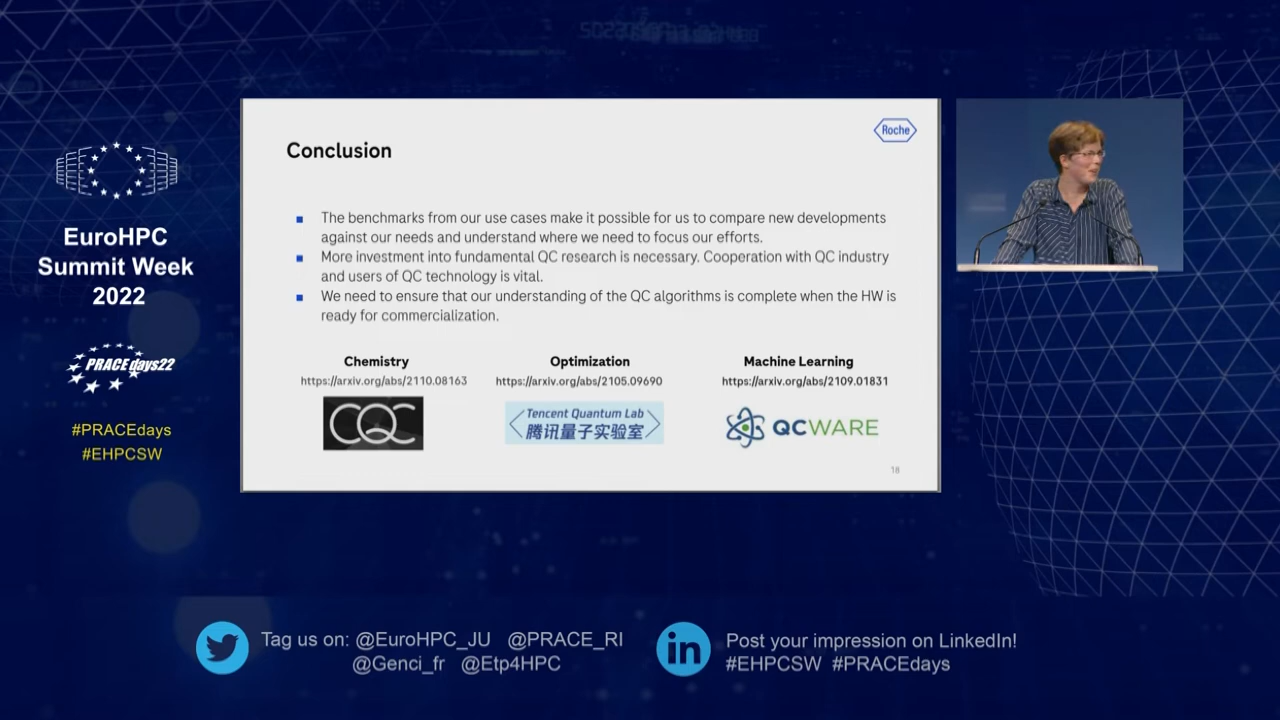 EuroHPC
Summit Week
2022
PRACEdays22
#PRACEdays
#EHPCSW
Roche
Conclusion
The benchmarks from our use cases make it possible for us to compare new developments
against our needs and understand where we need to focus our efforts.
More investment into fundamental QC research is necessary. Cooperation with QC industry
and users of QC technology is vital.
We need to ensure that our understanding of the QC algorithms is complete when the HW is
ready for commercialization.
Chemistry
https://arxiv.org/abs/2110.08163
CQC
Optimization
https://arxiv.org/abs/2105.09690
Tencent Quantum Lab
腾讯量子实验室
Machine Learning
https://arxiv.org/abs/2109.01831
QCWARE
18
Tag us on: @EuroHPC_JU @PRACE_RI
@Genci_fr @Etp4HPC
in
Post your impression on LinkedIn!
#EHPCSW #PRACEdays